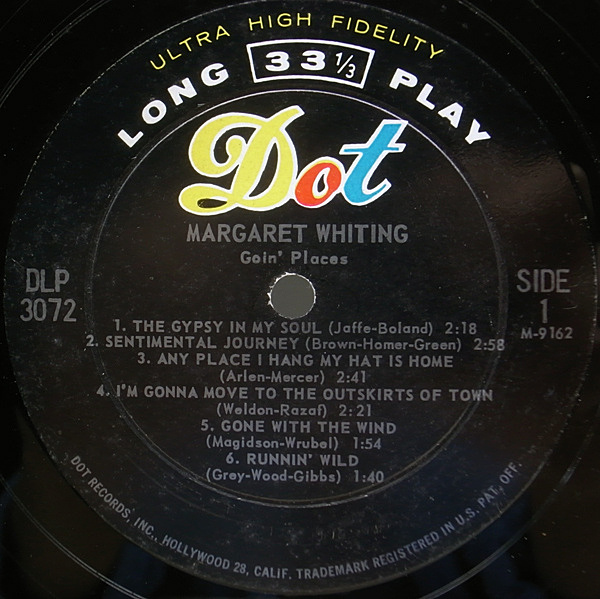 ULTRA HIGH FIDELITY
LONG 33 1/3 PLAY
Dot
MARGARET WHITING
Goin' Places
DLP
3072
SIDE
1
M-9162
1. THE GYPSY IN MY SOUL (Jaffe-Boland) 2:18
2. SENTIMENTAL JOURNEY (Brown-Homer-Green) 2:58
3. ANY PLACE I HANG MY HAT IS HOME
(Arlen-Mercer) 2:41
4. I'M GONNA MOVE TO THE OUTSKIRTS OF TOWN
(Weldon-Razaf) 2:21
5. GONE WITH THE WIND
(Magidson-Wrubel) 1:54
6. RUNNIN' WILD
(Grey-Wood-Gibbs) 1:40
DOT RECORDS, INC., HOLLYWOOD 28, CALIF. TRADEMARK REGISTERED IN U.S. PAT. OFF.